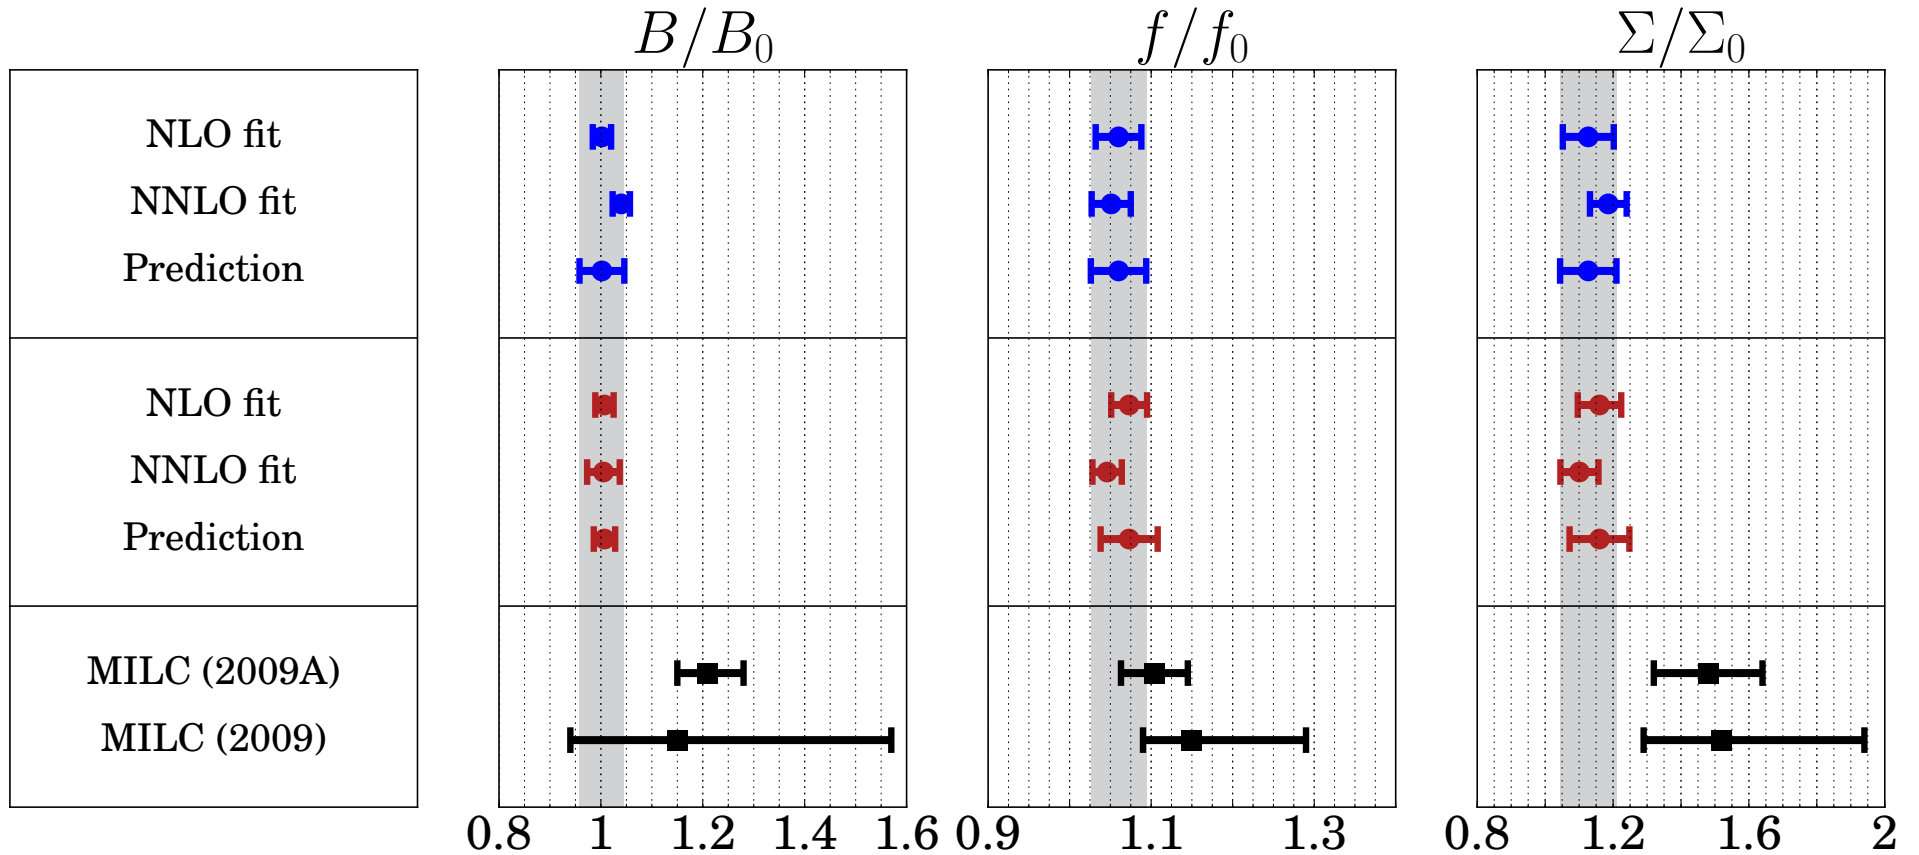 B/B₀ f/f₀ Σ/Σ₀
NLO fit
NNLO fit
Prediction
NLO fit
NNLO fit
Prediction
MILC (2009A)
MILC (2009)
0.8 1 1.2 1.4 1.6 0.9 1.1 1.3 0.8 1.2 1.6 2